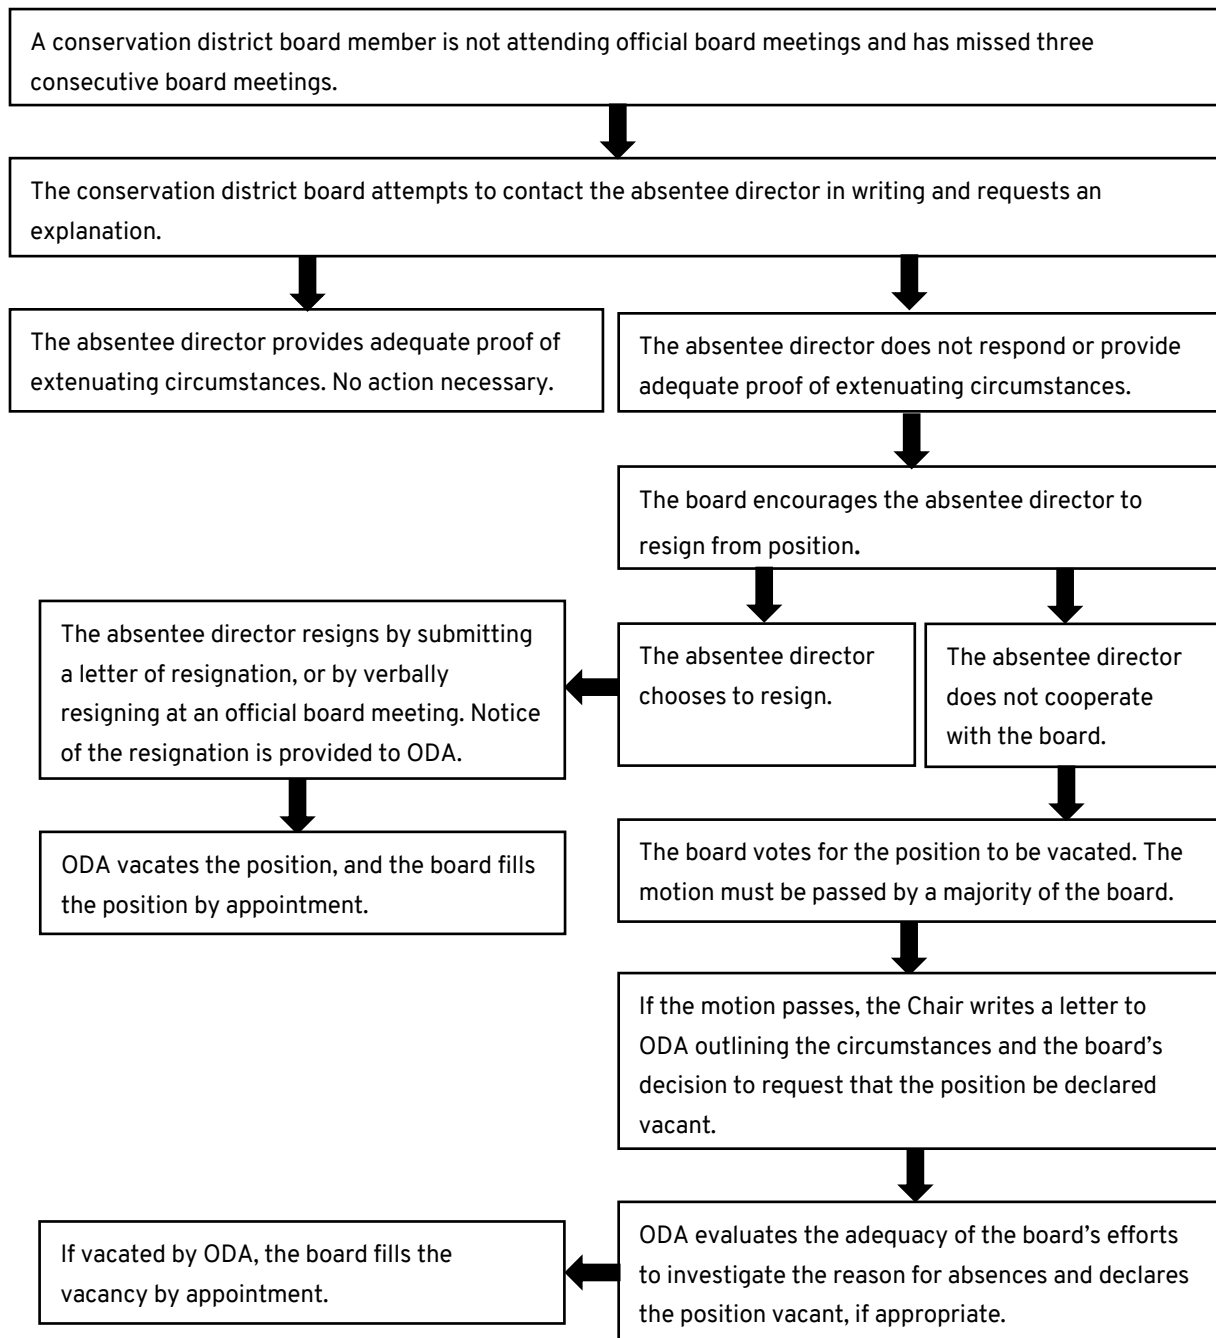 A conservation district board member is not attending official board meetings and has missed three
consecutive board meetings.
The conservation district board attempts to contact the absentee director in writing and requests an
explanation.
The absentee director provides adequate proof of
extenuating circumstances. No action necessary.
The absentee director does not respond or provide
adequate proof of extenuating circumstances.
The board encourages the absentee director to
resign from position.
The absentee director
chooses to resign.
The absentee director
does not cooperate
with the board.
The absentee director resigns by submitting
a letter of resignation, or by verbally
resigning at an official board meeting. Notice
of the resignation is provided to ODA.
ODA vacates the position, and the board fills
the position by appointment.
The board votes for the position to be vacated. The
motion must be passed by a majority of the board.
If the motion passes, the Chair writes a letter to
ODA outlining the circumstances and the board’s
decision to request that the position be declared
vacant.
ODA evaluates the adequacy of the board’s efforts
to investigate the reason for absences and declares
the position vacant, if appropriate.
If vacated by ODA, the board fills the
vacancy by appointment.